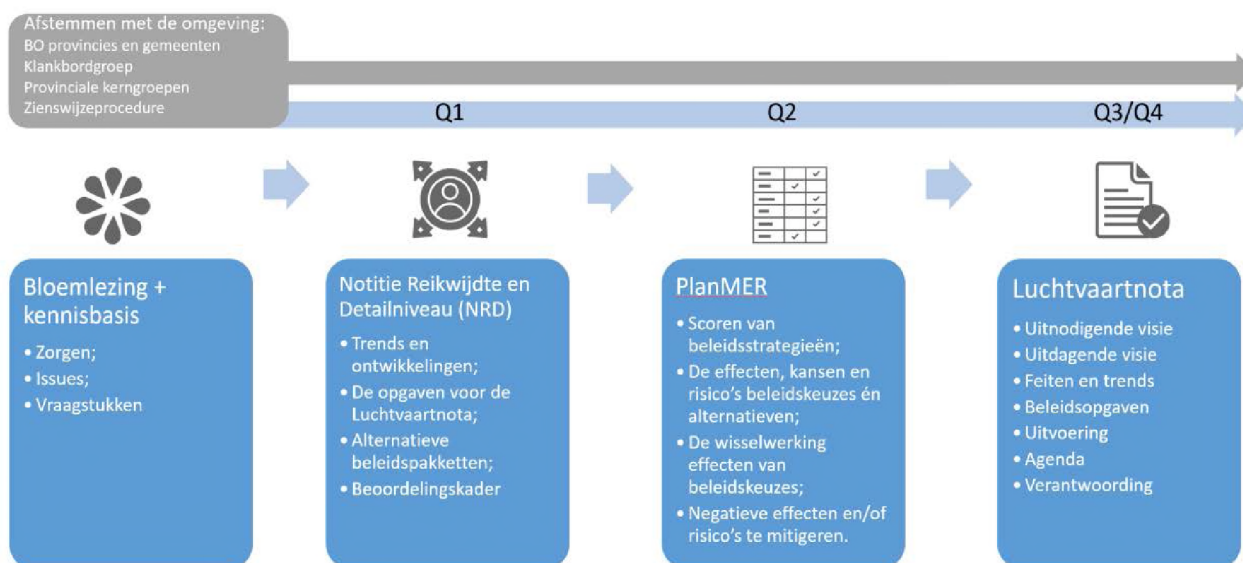 Afstemmen met de omgeving:
BO provincies en gemeenten
Klankbordgroep
Provinciale kerngroepen
Zienswijzeprocedure
Q1
Q2
Q3/Q4
Bloemlezing +
kennisbasis
• Zorgen;
• Issues;
• Vraagstukken
Notitie Reikwijdte en
Detailniveau (NRD)
• Trends en
ontwikkelingen;
• De opgaven voor de
Luchtvaartnota;
• Alternatieve
beleidspakketten;
• Beoordelingskader
PlanMER
• Scoren van
beleidsstrategieën;
• De effecten, kansen en
risico's beleidskeuzes én
alternatieven;
• De wisselwerking
effecten van
beleidskeuzes;
• Negatieve effecten en/of
risico's te mitigeren.
Luchtvaartnota
• Uitnodigende visie
• Uitdagende visie
• Feiten en trends
• Beleidsopgaven
• Uitvoering
• Agenda
• Verantwoording